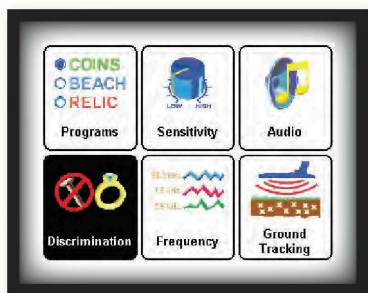 COINS
BEACH
RELIC
Programs
LOW HIGH
Sensitivity
Audio
Discrimination
Frequency
Ground
Tracking